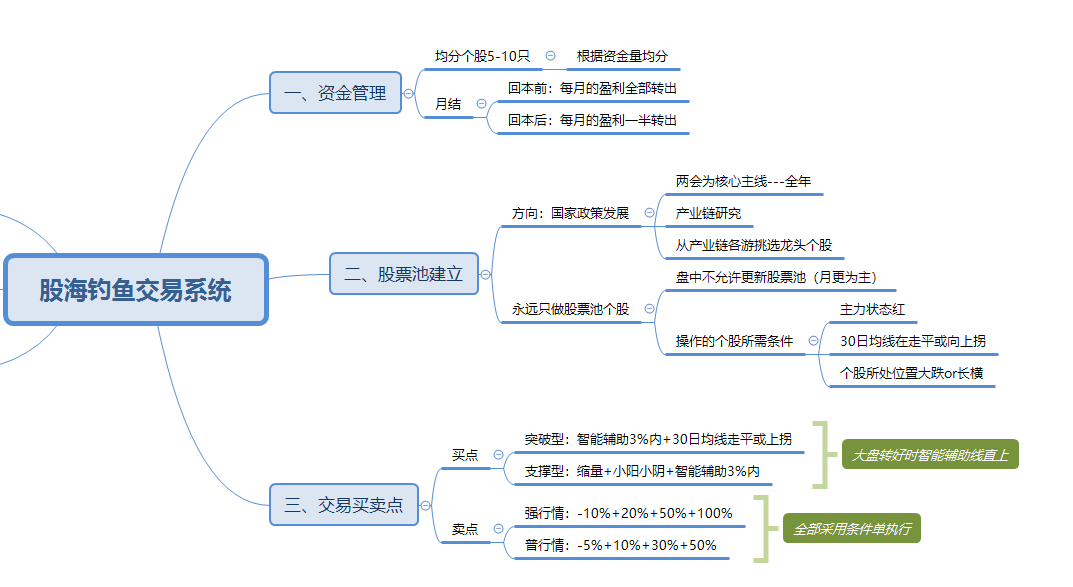 股海钓鱼交易系统
一、资金管理
均分个股5-10只
根据资金量均分
月结
回本前：每月的盈利全部转出
回本后：每月的盈利一半转出
二、股票池建立
方向：国家政策发展
两会为核心主线---全年
产业链研究
从产业链各游挑选龙头个股
永远只做股票池个股
盘中不允许更新股票池（月更为主）
操作的个股所需条件
主力状态红
30日均线在走平或向上拐
个股所处位置大跌or长横
三、交易买卖点
买点
突破型：智能辅助3%内+30日均线走平或上拐
支撑型：缩量+小阳小阴+智能辅助3%内
大盘转好时智能辅助线直上
卖点
强行情：-10%+20%+50%+100%
普行情：-5%+10%+30%+50%
全部采用条件单执行